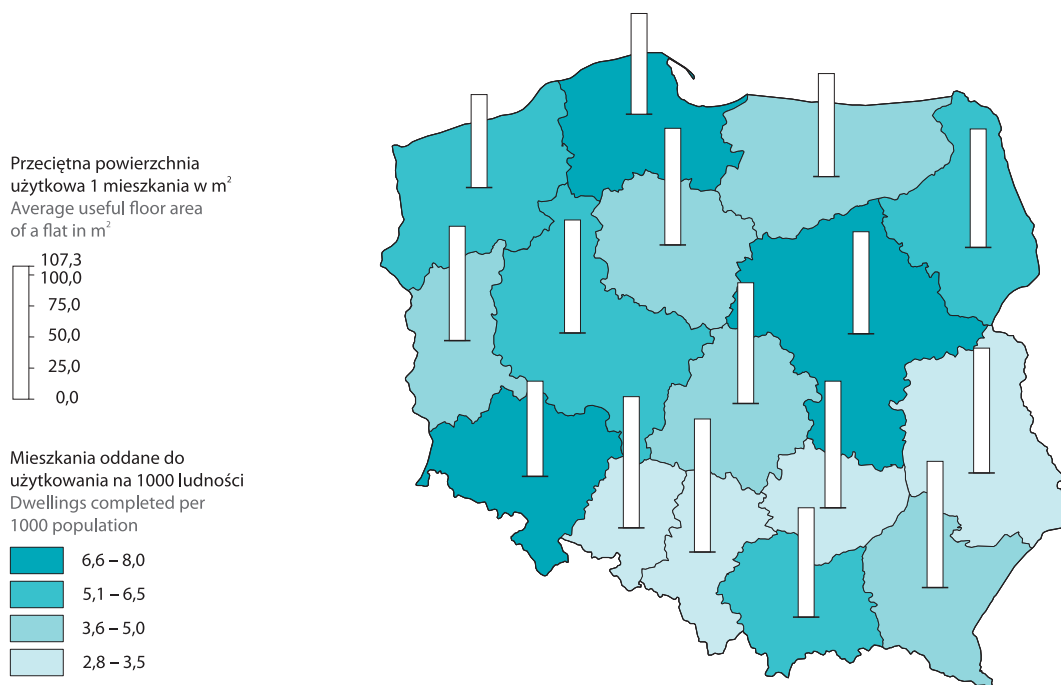 Przeciętna powierzchnia
użytkowa 1 mieszkania w m²
Average useful floor area
of a flat in m²
107,3
100,0
75,0
50,0
25,0
0,0
Mieszkania oddane do
użytkowania na 1000 ludności
Dwellings completed per
1000 population
6,6 – 8,0
5,1 – 6,5
3,6 – 5,0
2,8 – 3,5